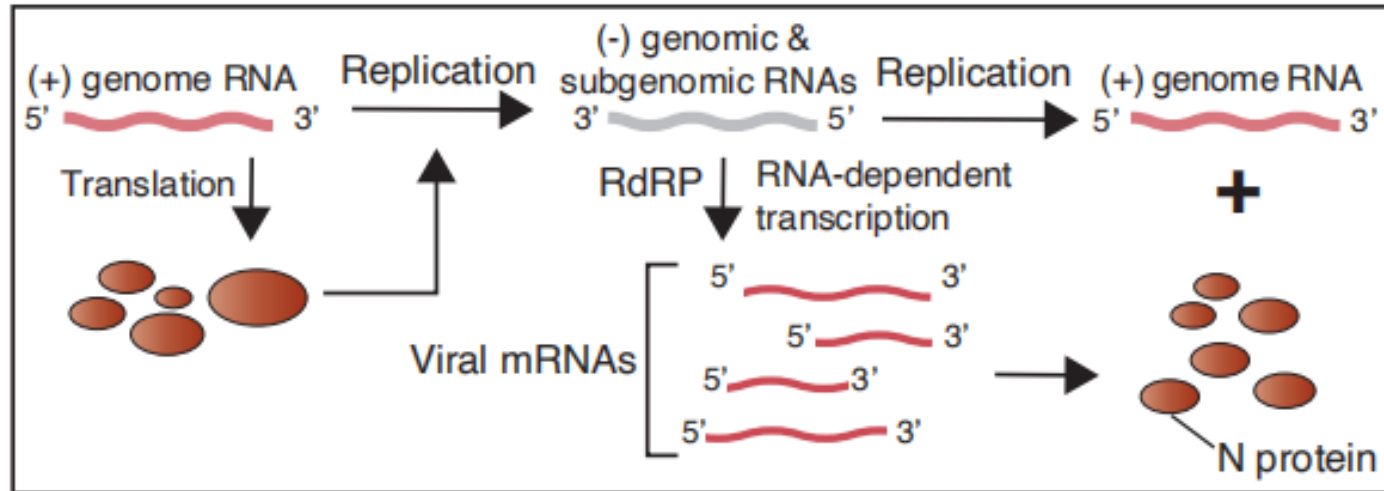 (+) genome RNA
5’ 3’
Replication
(-) genomic &
subgenomic RNAs
3’ 5’
Replication
(+) genome RNA
5’ 3’
Translation
RdRP
RNA-dependent
transcription
+
Viral mRNAs
5’ 3’
5’ 3’
5’ 3’
5’ 3’
N protein